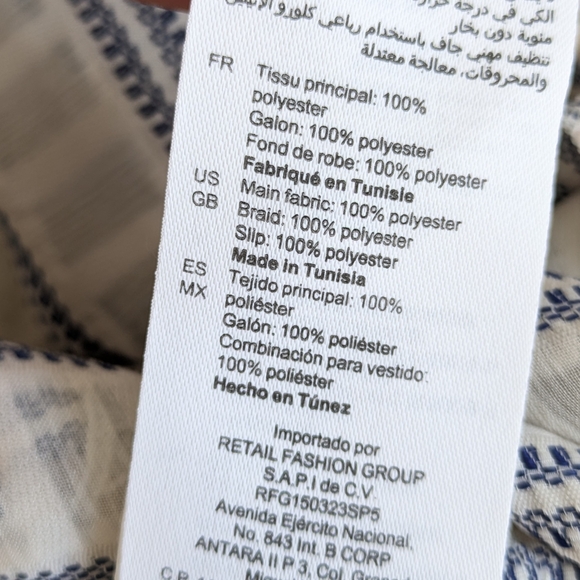 الكي في درجة
مثوية دون بخار
تنظيف مهني جاف باستخدام رباعي كلورو
والمحروقات، معالجة معتدلة
FR Tissu principal: 100%
polyester
Galon: 100% polyester
Fond de robe: 100% polyester
Fabriqué en Tunisie
US Main fabric: 100% polyester
GB Braid: 100% polyester
Slip: 100% polyester
Made in Tunisia
ES Tejido principal: 100%
MX poliéster
Galón: 100% poliéster
Combinación para vestido:
100% poliéster
Hecho en Túnez
Importado por
RETAIL FASHION GROUP
S.A.P.I de C.V.
RFG150323SP5
Avenida Ejército Nacional,
No. 843 Int. B CORP
ANTARA II P 3, Col.